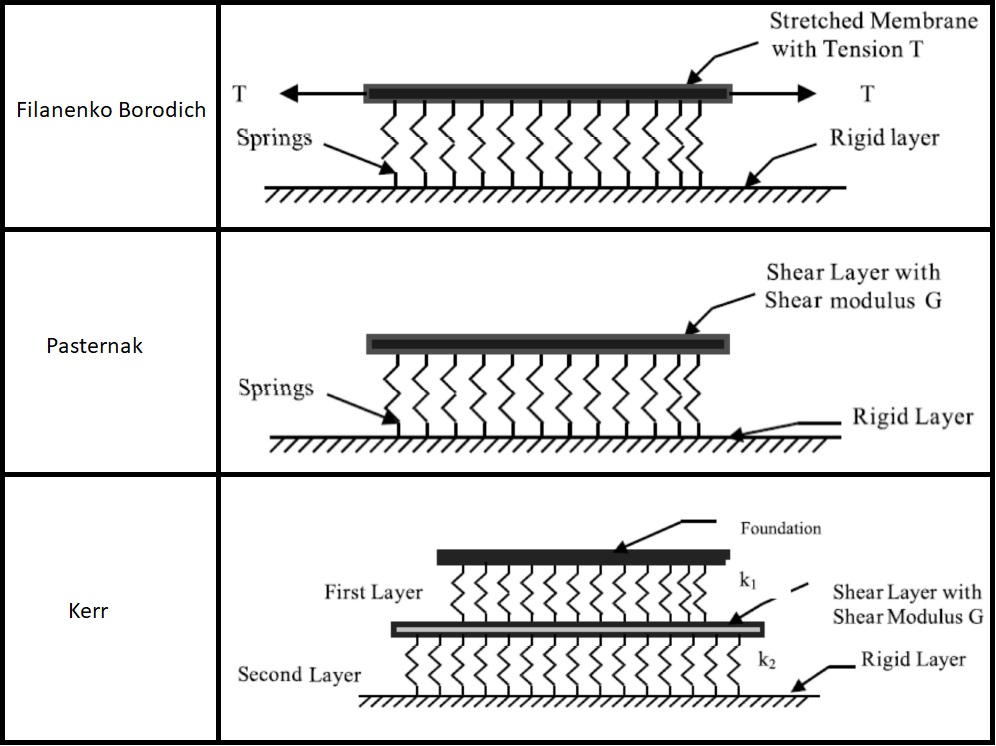 Filanenko Borodich
Stretched Membrane
with Tension T
T
T
Springs
Rigid layer
Pasternak
Shear Layer with
Shear modulus G
Springs
Rigid Layer
Kerr
Foundation
First Layer
k₁
Shear Layer with
Shear Modulus G
Second Layer
k₂
Rigid Layer